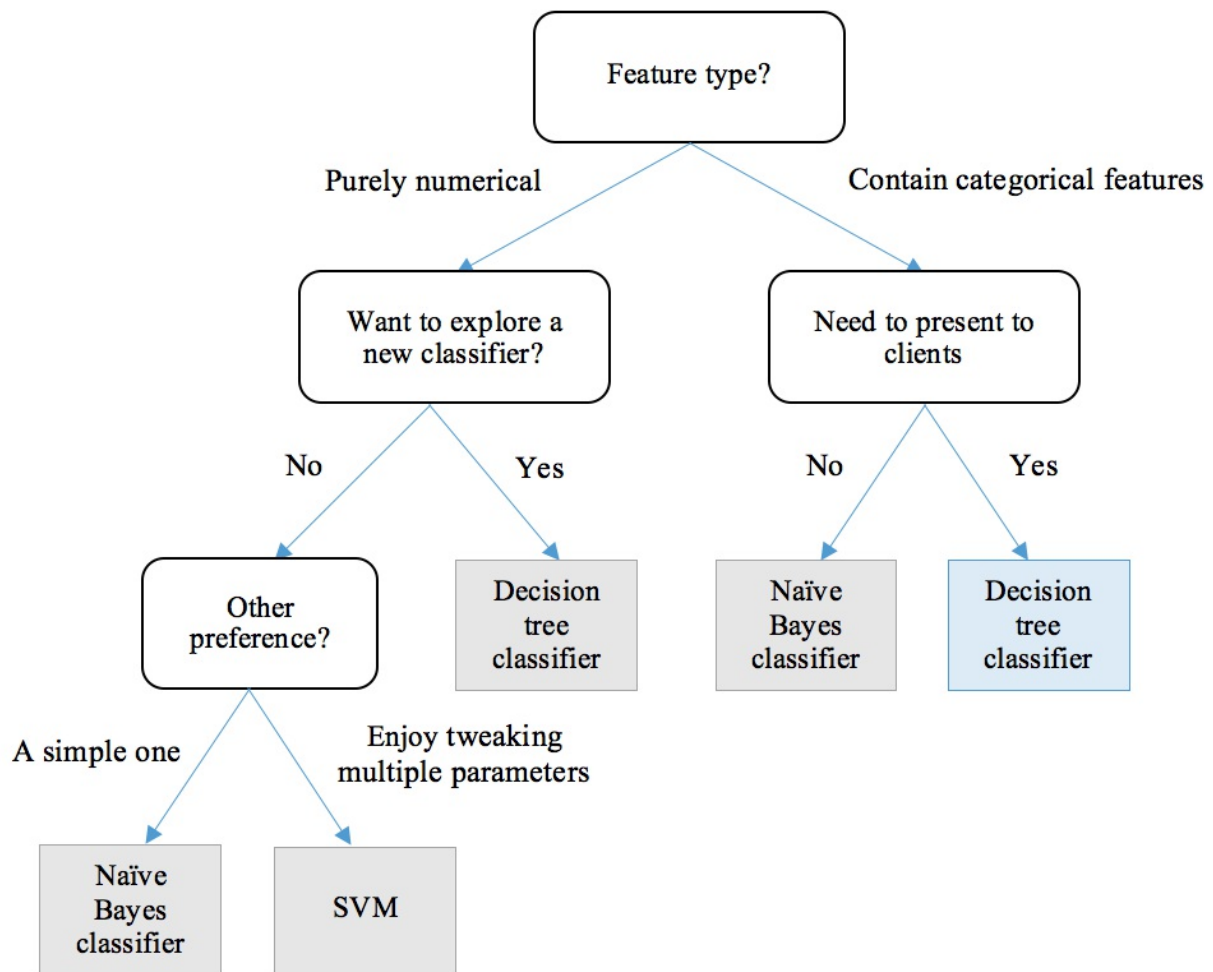 Feature type?
Purely numerical
Contain categorical features
Want to explore a
new classifier?
Need to present to
clients
No
Yes
No
Yes
Other
preference?
Decision
tree
classifier
Naïve
Bayes
classifier
Decision
tree
classifier
A simple one
Enjoy tweaking
multiple parameters
Naïve
Bayes
classifier
SVM